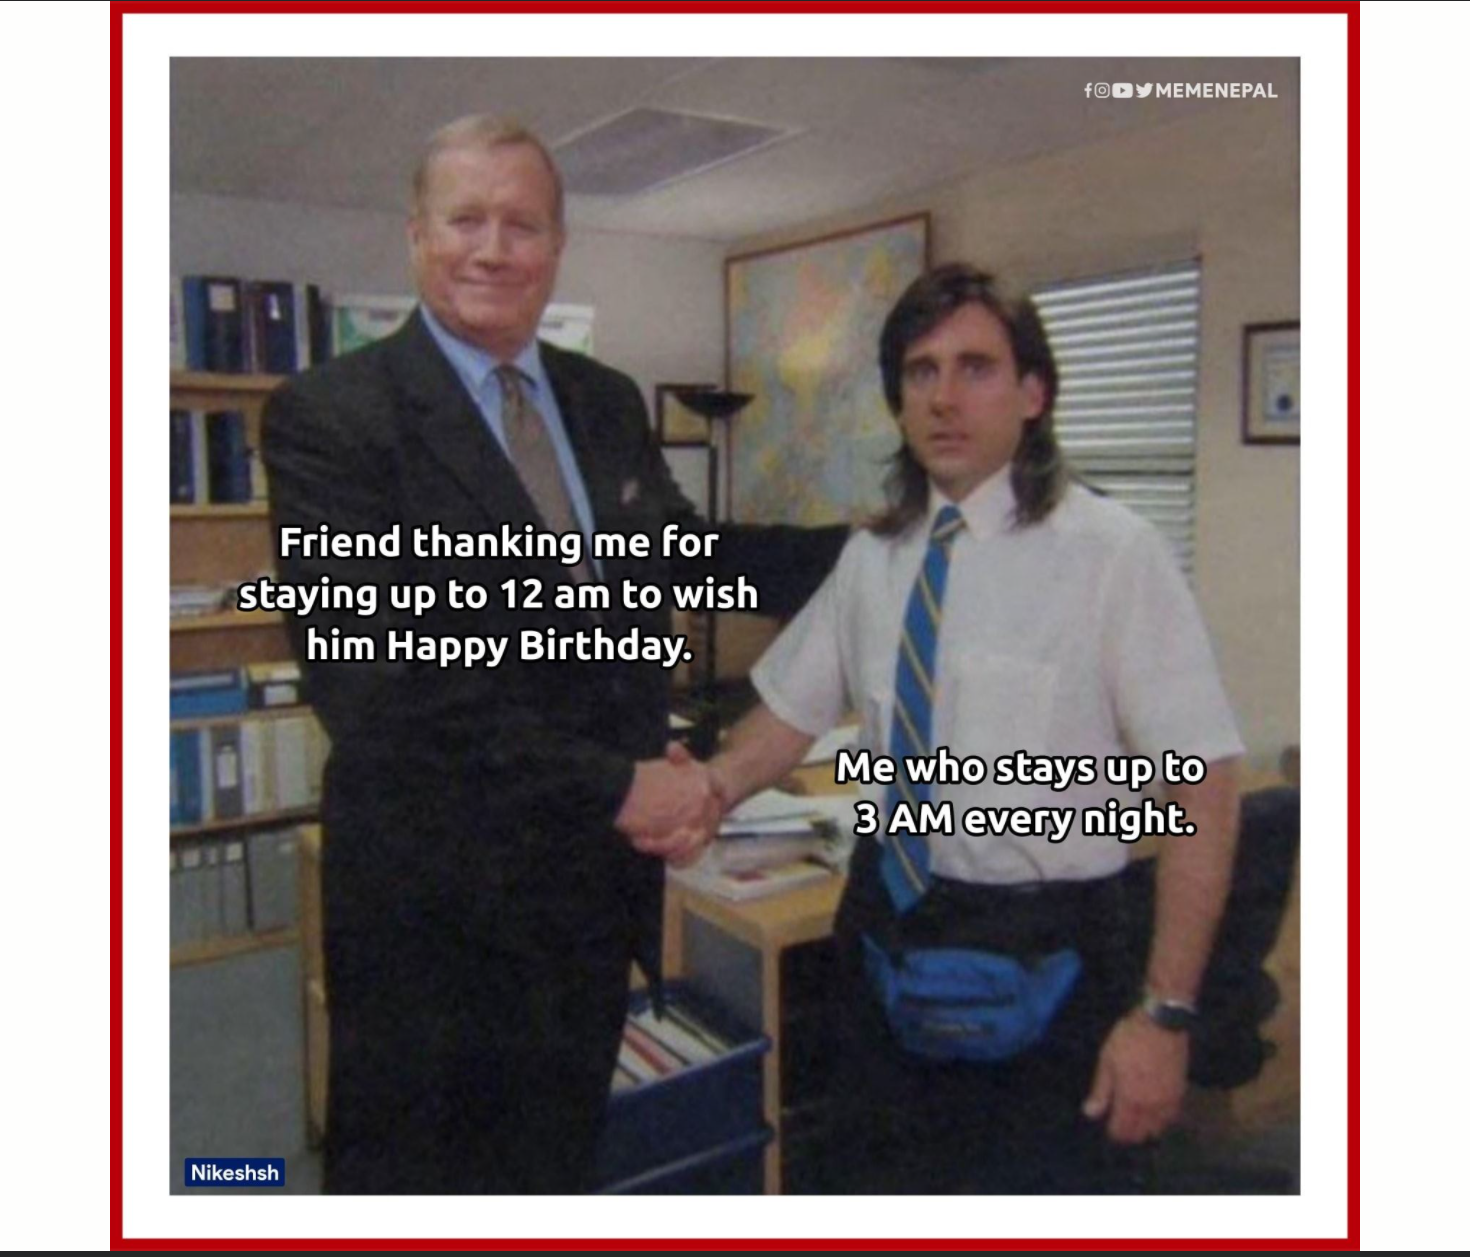 MEMENEPAL
Friend thanking me for
staying up to 12 am to wish
him Happy Birthday.
Me who stays up to
3 AM every night.
Nikeshsh